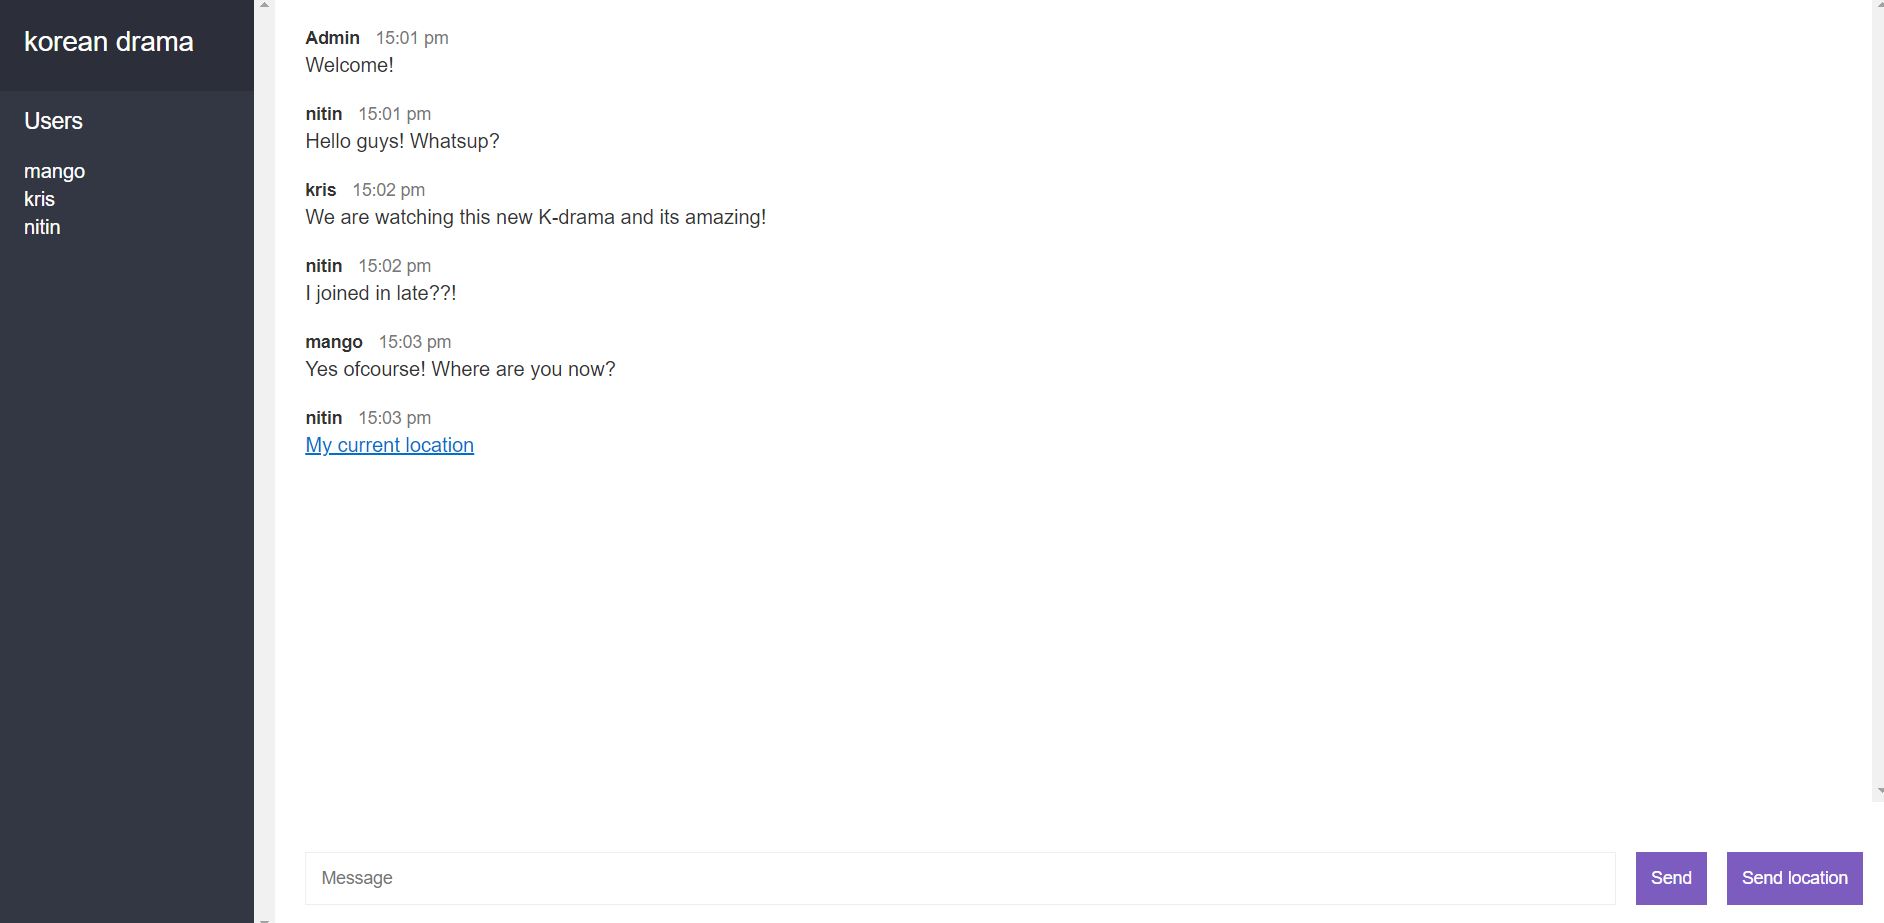 korean drama
Users
mango
kris
nitin
Admin 15:01 pm
Welcome!
nitin 15:01 pm
Hello guys! Whatsup?
kris 15:02 pm
We are watching this new K-drama and its amazing!
nitin 15:02 pm
I joined in late??!
mango 15:03 pm
Yes ofcourse! Where are you now?
nitin 15:03 pm
My current location
Message
Send
Send location